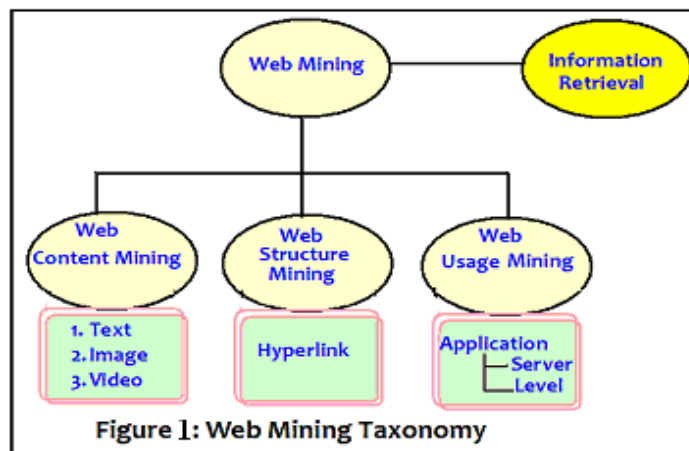 Web Mining
Information
Retrieval
Web
Content Mining
Web
Structure
Mining
Web
Usage Mining
1. Text
2. Image
3. Video
Hyperlink
Application
Server
Level
Figure 1: Web Mining Taxonomy